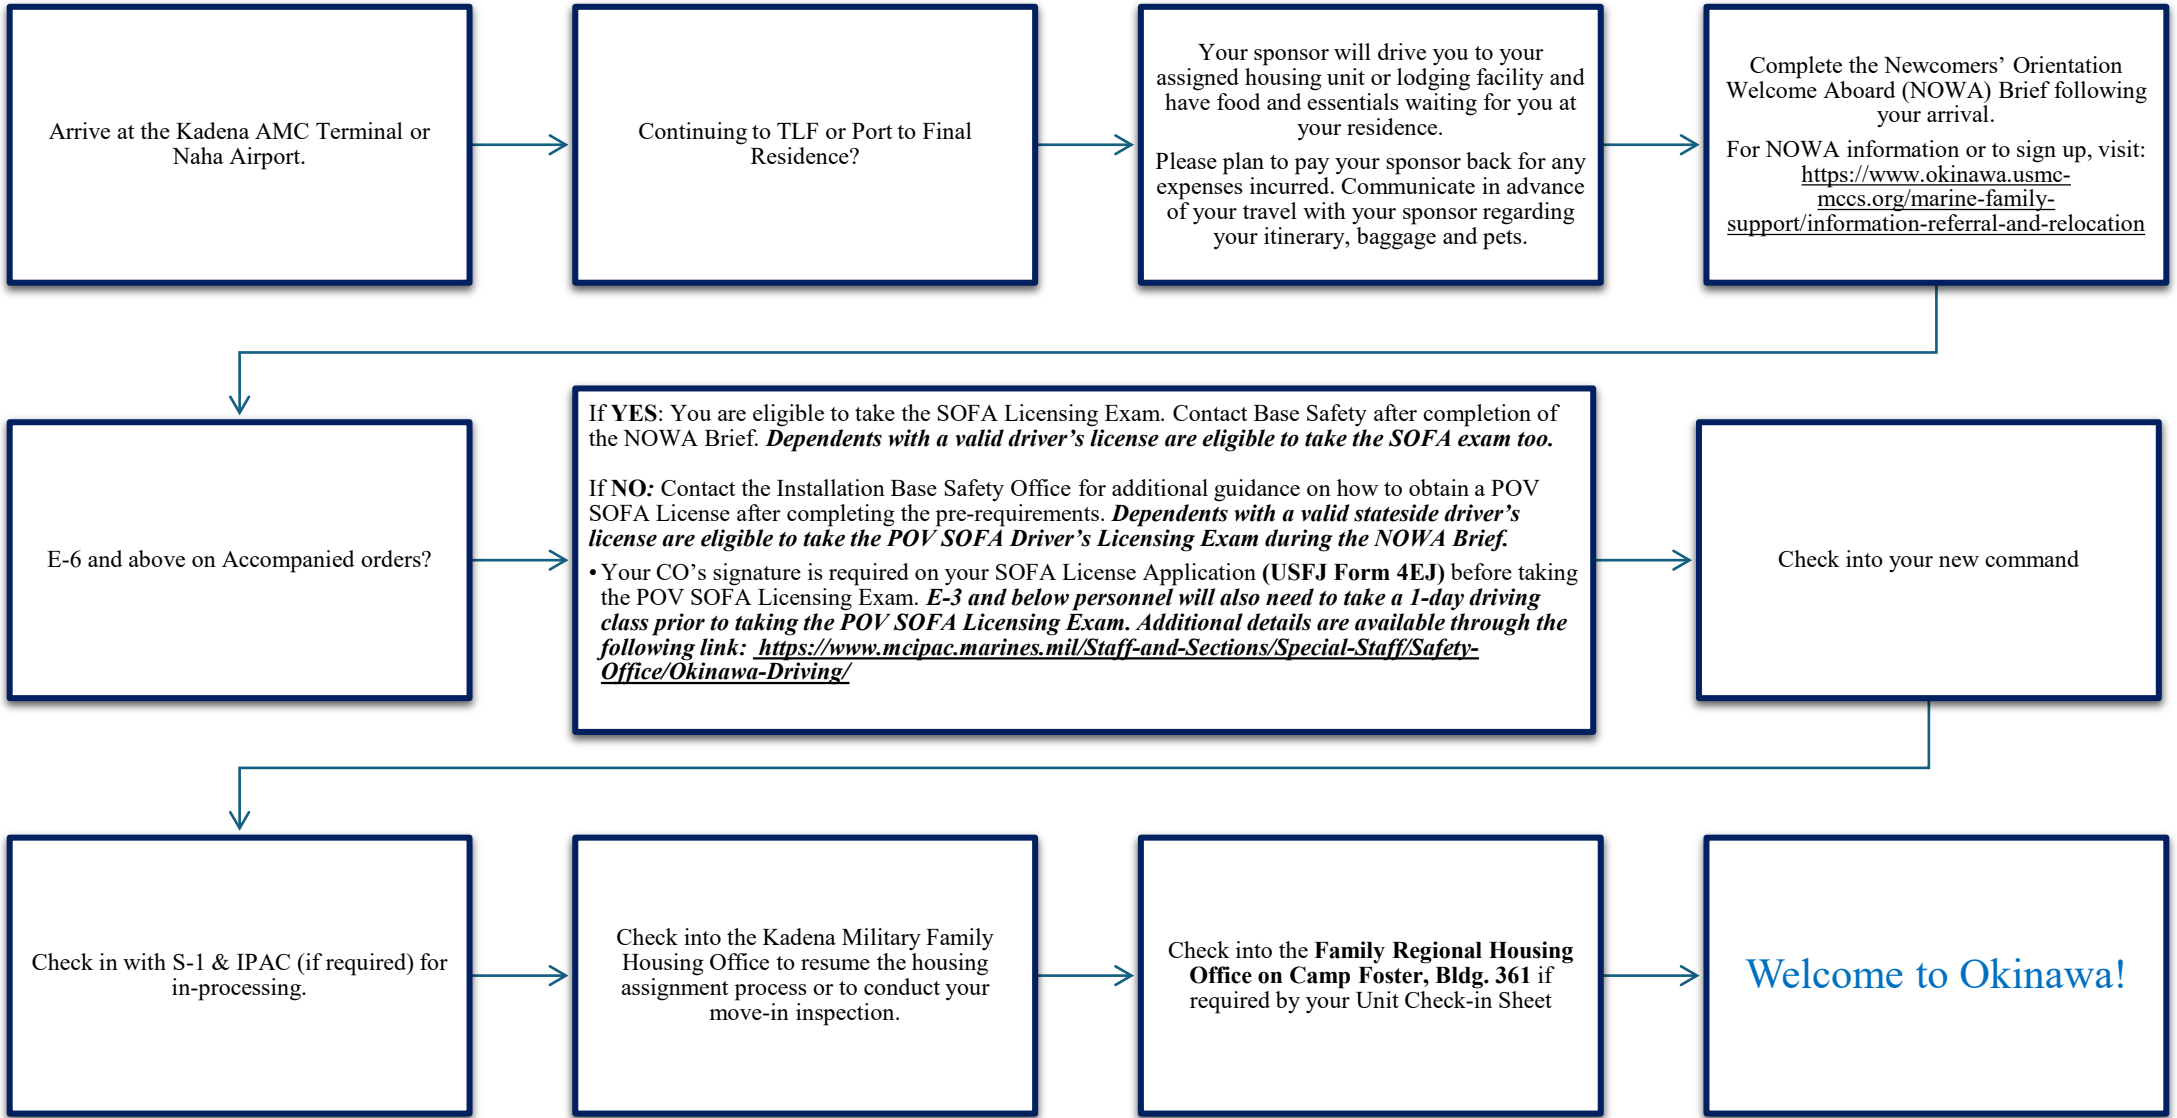 Arrive at the Kadena AMC Terminal or
Naha Airport.
Continuing to TLF or Port to Final
Residence?
Your sponsor will drive you to your
assigned housing unit or lodging facility and
have food and essentials waiting for you at
your residence.
Please plan to pay your sponsor back for any
expenses incurred. Communicate in advance
of your travel with your sponsor regarding
your itinerary, baggage and pets.
Complete the Newcomers’ Orientation
Welcome Aboard (NOWA) Brief following
your arrival.
For NOWA information or to sign up, visit:
https://www.okinawa.usmc-
mccs.org/marine-family-
support/information-referral-and-relocation
E-6 and above on Accompanied orders?
If YES: You are eligible to take the SOFA Licensing Exam. Contact Base Safety after completion of
the NOWA Brief. Dependents with a valid driver’s license are eligible to take the SOFA exam too.
If NO: Contact the Installation Base Safety Office for additional guidance on how to obtain a POV
SOFA License after completing the pre-requirements. Dependents with a valid stateside driver’s
license are eligible to take the POV SOFA Driver’s Licensing Exam during the NOWA Brief.
• Your CO’s signature is required on your SOFA License Application (USFJ Form 4EJ) before taking
the POV SOFA Licensing Exam. E-3 and below personnel will also need to take a 1-day driving
class prior to taking the POV SOFA Licensing Exam. Additional details are available through the
following link: https://www.mcipac.marines.mil/Staff-and-Sections/Special-Staff/Safety-
Office/Okinawa-Driving/
Check into your new command
Check in with S-1 & IPAC (if required) for
in-processing.
Check into the Kadena Military Family
Housing Office to resume the housing
assignment process or to conduct your
move-in inspection.
Check into the Family Regional Housing
Office on Camp Foster, Bldg. 361 if
required by your Unit Check-in Sheet
Welcome to Okinawa!